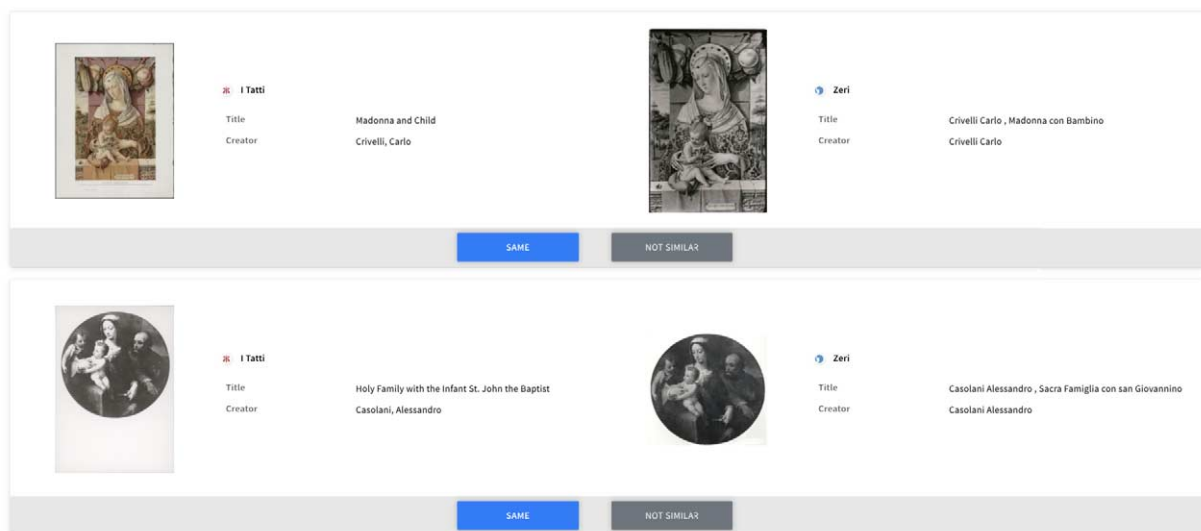 I Tatti
Title Madonna and Child
Creator Crivelli, Carlo
Zeri
Title Crivelli Carlo , Madonna con Bambino
Creator Crivelli Carlo
SAME NOT SIMILAR
I Tatti
Title Holy Family with the Infant St. John the Baptist
Creator Casolani, Alessandro
Zeri
Title Casolani Alessandro , Sacra Famiglia con san Giovannino
Creator Casolani Alessandro
SAME NOT SIMILAR